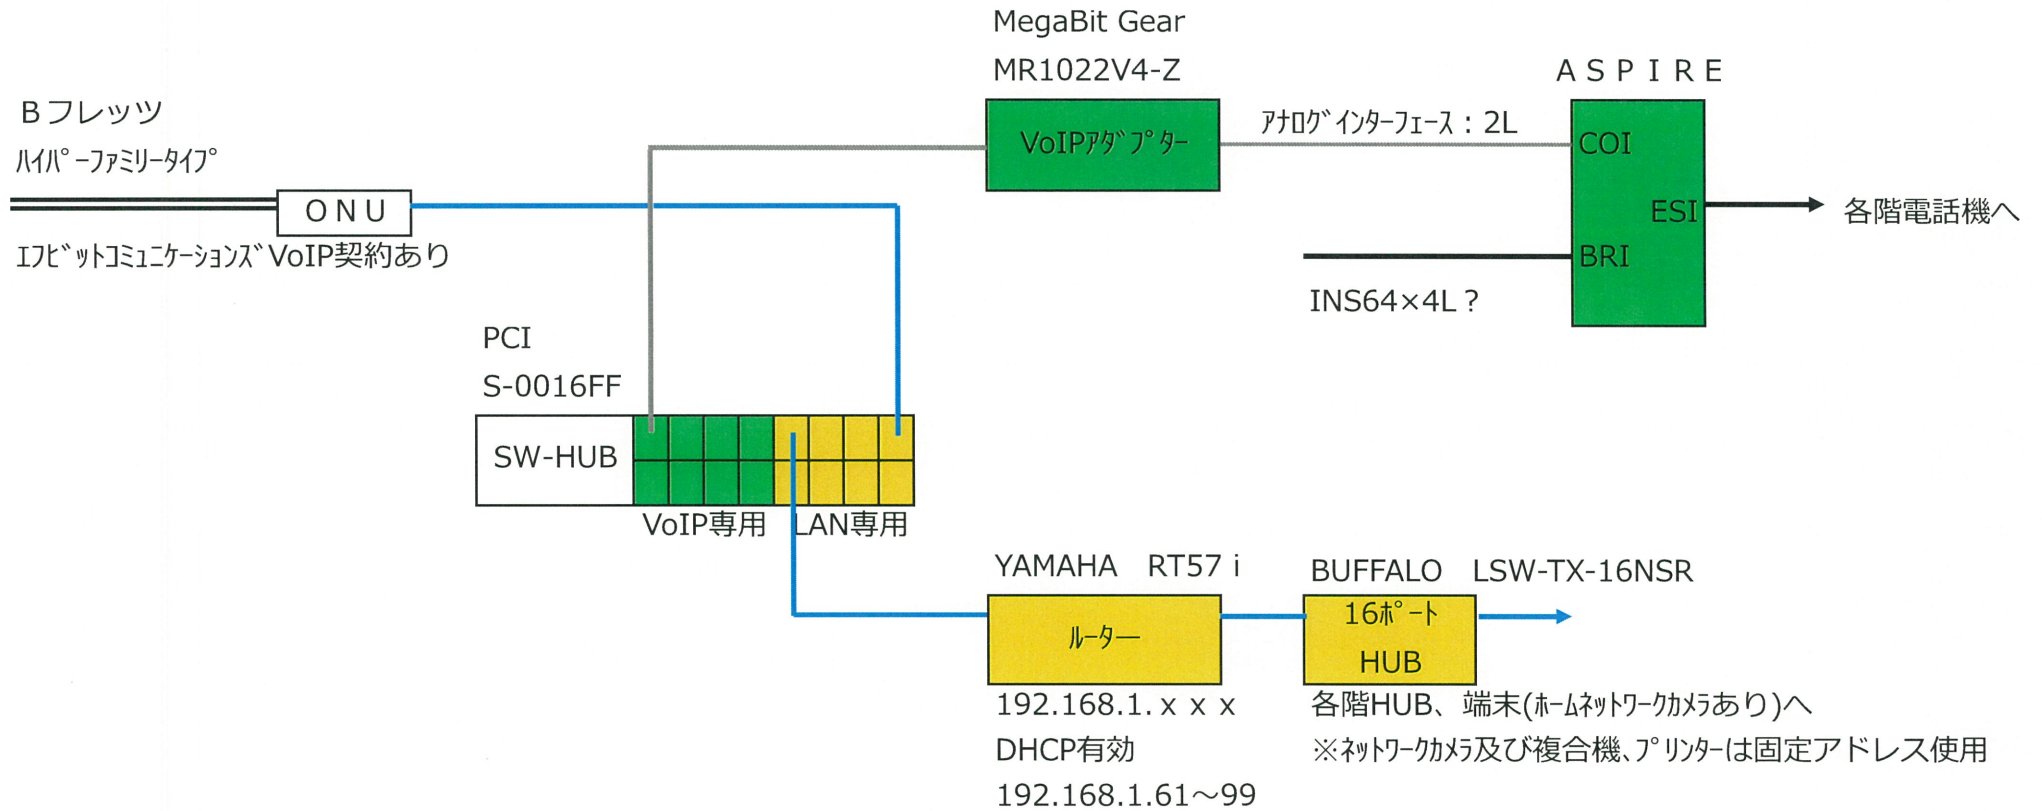 MegaBit Gear
MR1022V4-Z
ＡＳＰＩＲＥ
Ｂフレッツ
ﾊｲﾊﾟｰﾌｧﾐﾘｰﾀｲﾌﾟ
VoIPｱﾀﾞﾌﾟﾀｰ
ｱﾅﾛｸﾞｲﾝﾀｰﾌｪｰｽ：2L
COI
ＯＮＵ
ESI
各階電話機へ
ｴﾌﾋﾞｯﾄｺﾐｭﾆｹｰｼｮﾝｽﾞVoIP契約あり
BRI
INS64×4L？
PCI
S-0016FF
SW-HUB
VoIP専用
LAN専用
YAMAHA　RT57ｉ
BUFFALO　LSW-TX-16NSR
ﾙｰﾀｰ
16ﾎﾟｰﾄ
HUB
192.168.1.ｘｘｘ
各階HUB、端末(ﾎｰﾑﾈｯﾄﾜｰｸｶﾒﾗあり)へ
DHCP有効
※ﾈｯﾄﾜｰｸｶﾒﾗ及び複合機､ﾌﾟﾘﾝﾀｰは固定アドレス使用
192.168.1.61～99